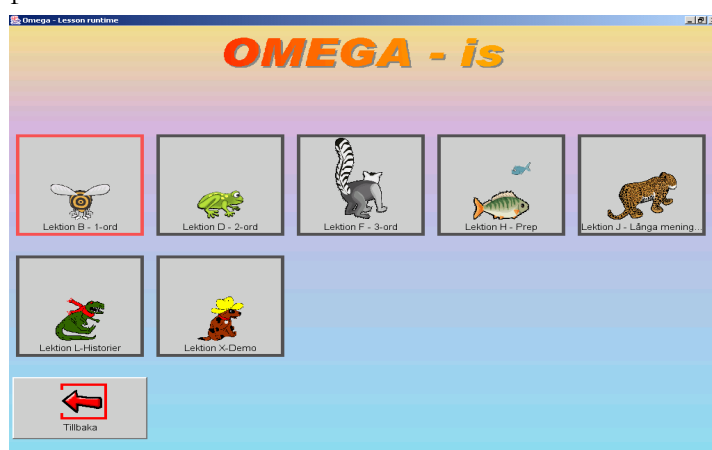 Omega - Lesson runtime
OMEGA - is
Lektion B - 1-ord
Lektion D - 2-ord
Lektion F - 3-ord
Lektion H - Prep
Lektion J - Långa mening...
Lektion L-Historier
Lektion X-Demo
Tillbaka